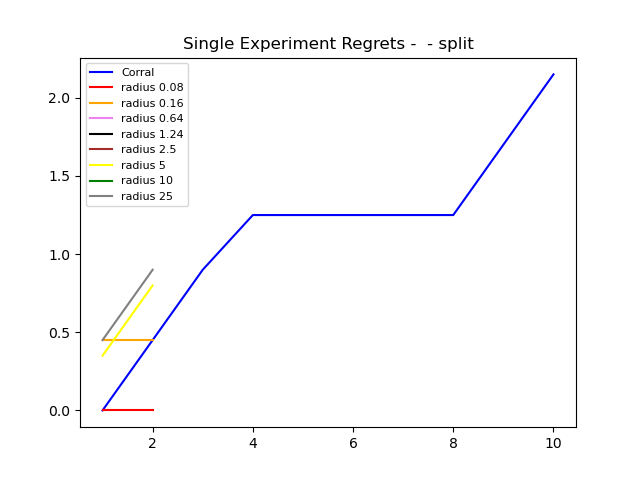 Single Experiment Regrets -  - split
Corral
radius 0.08
radius 0.16
radius 0.64
radius 1.24
radius 2.5
radius 5
radius 10
radius 25
2.0
1.5
1.0
0.5
0.0
2 4 6 8 10